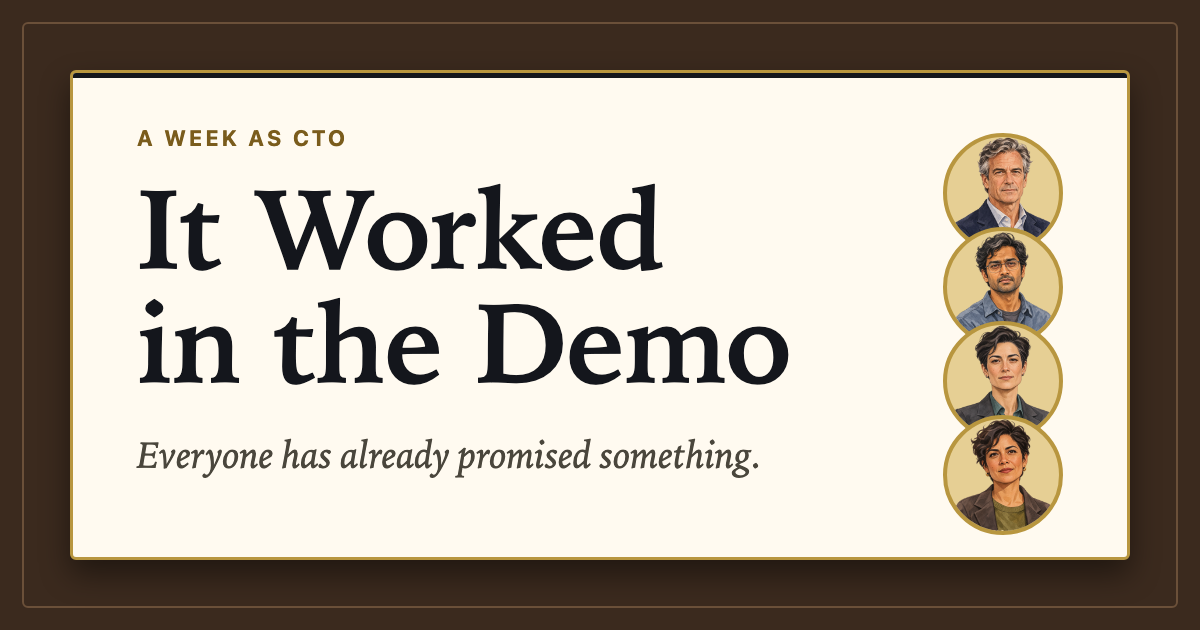 A WEEK AS CTO
It Worked
in the Demo
Everyone has already promised something.